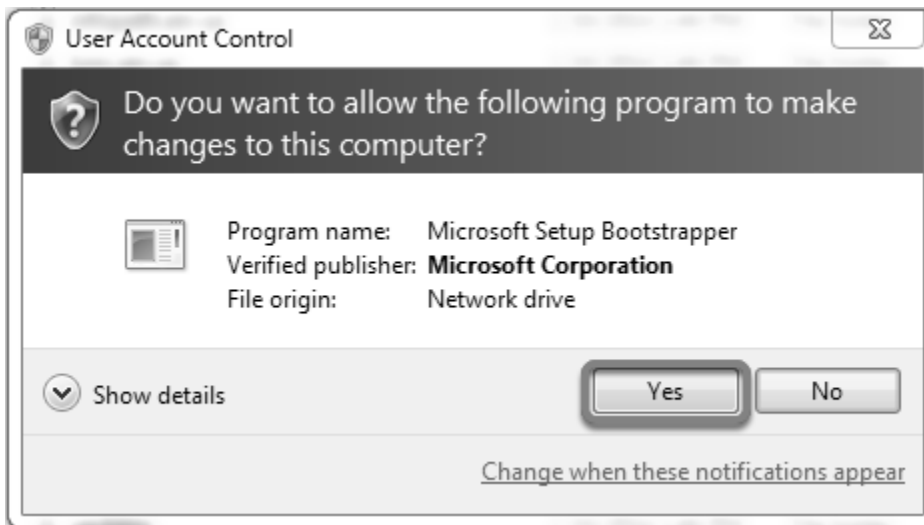 User Account Control
Do you want to allow the following program to make
changes to this computer?
Program name: Microsoft Setup Bootstrapper
Verified publisher: Microsoft Corporation
File origin: Network drive
Show details
Yes
No
Change when these notifications appear